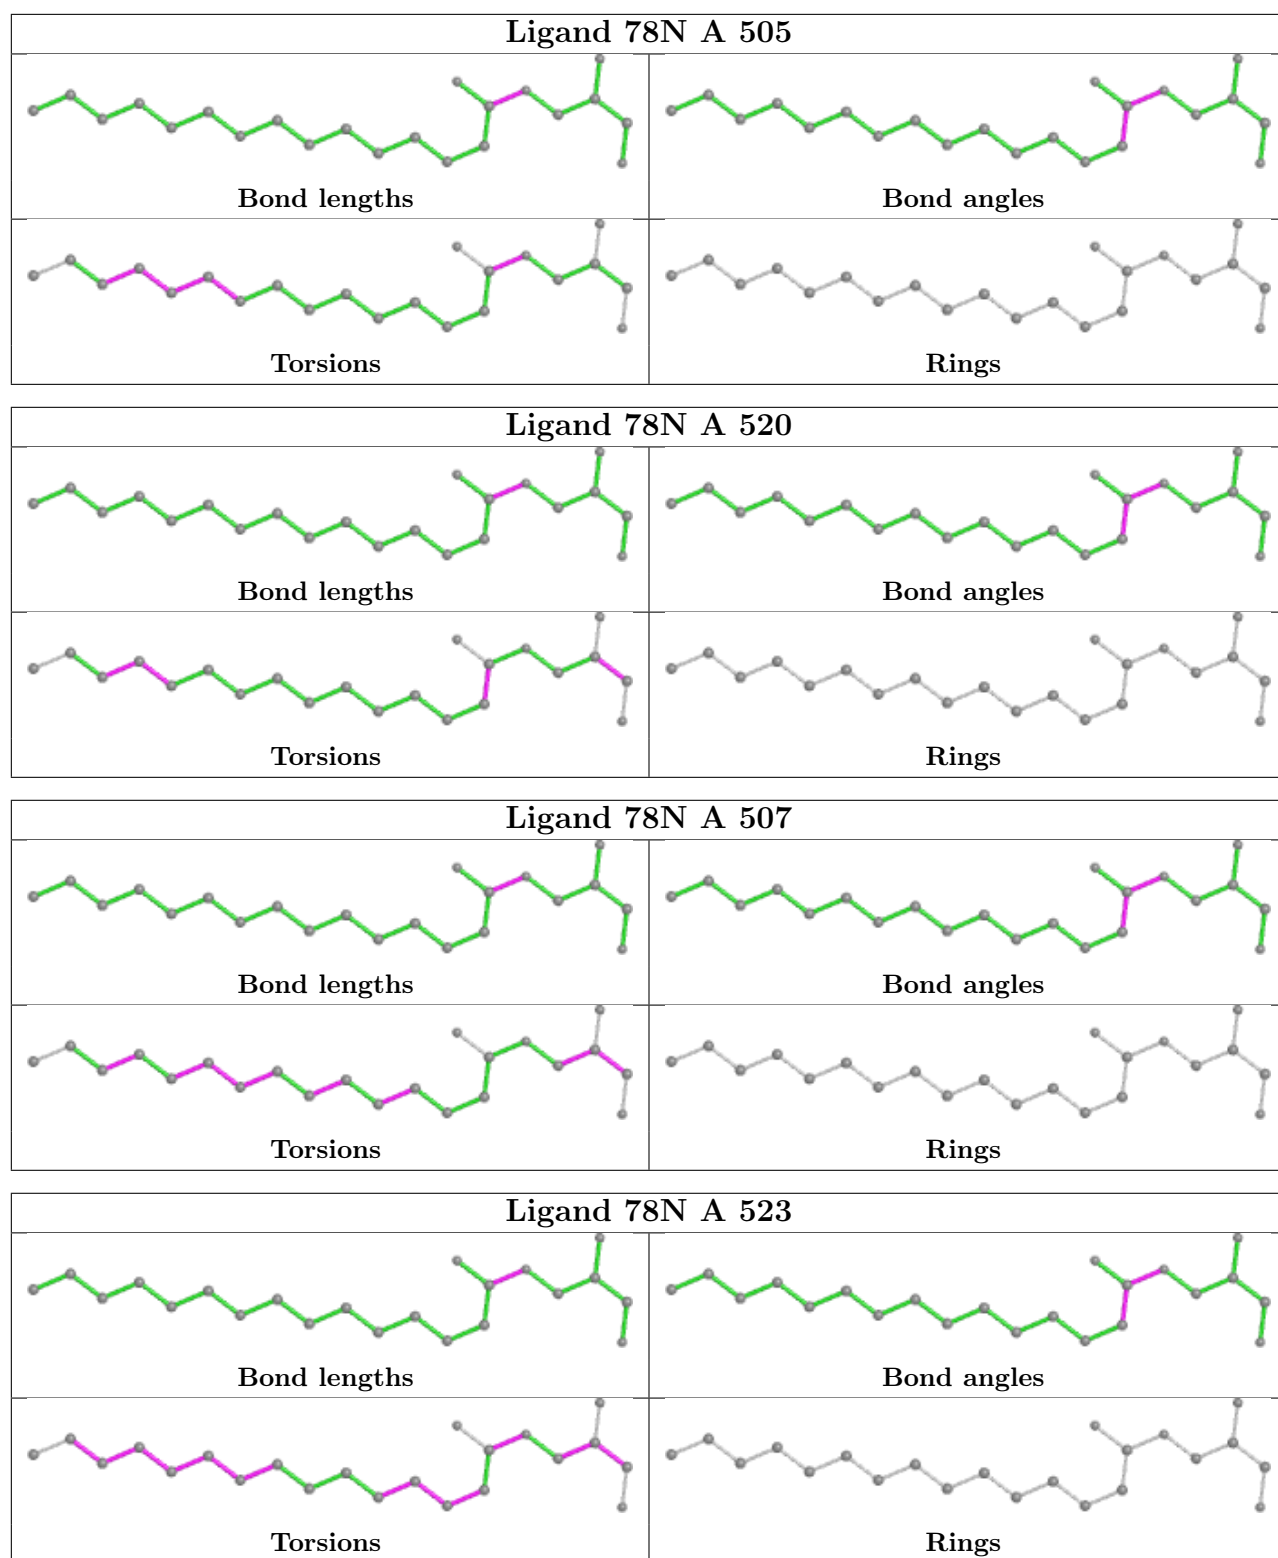 Ligand 78N A 505
Bond lengths
Bond angles
Torsions
Rings
Ligand 78N A 520
Bond lengths
Bond angles
Torsions
Rings
Ligand 78N A 507
Bond lengths
Bond angles
Torsions
Rings
Ligand 78N A 523
Bond lengths
Bond angles
Torsions
Rings